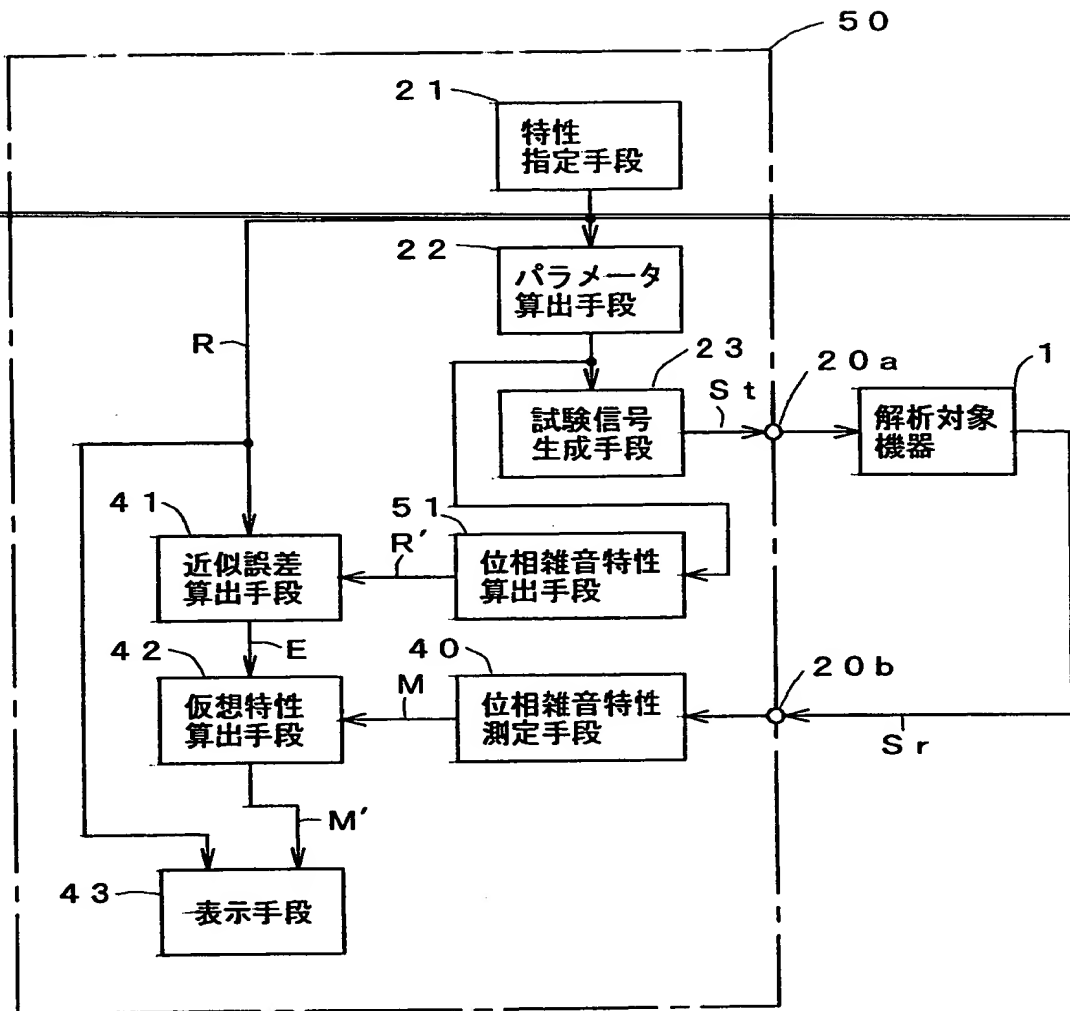 50
21
特性
指定手段
22
パラメータ
算出手段
R
23
20a
1
St
試験信号
生成手段
解析対象
機器
41
51
近似誤差
算出手段
R′
位相雑音特性
算出手段
E
42
40
20b
仮想特性
算出手段
M
位相雑音特性
測定手段
Sr
M′
43
表示手段